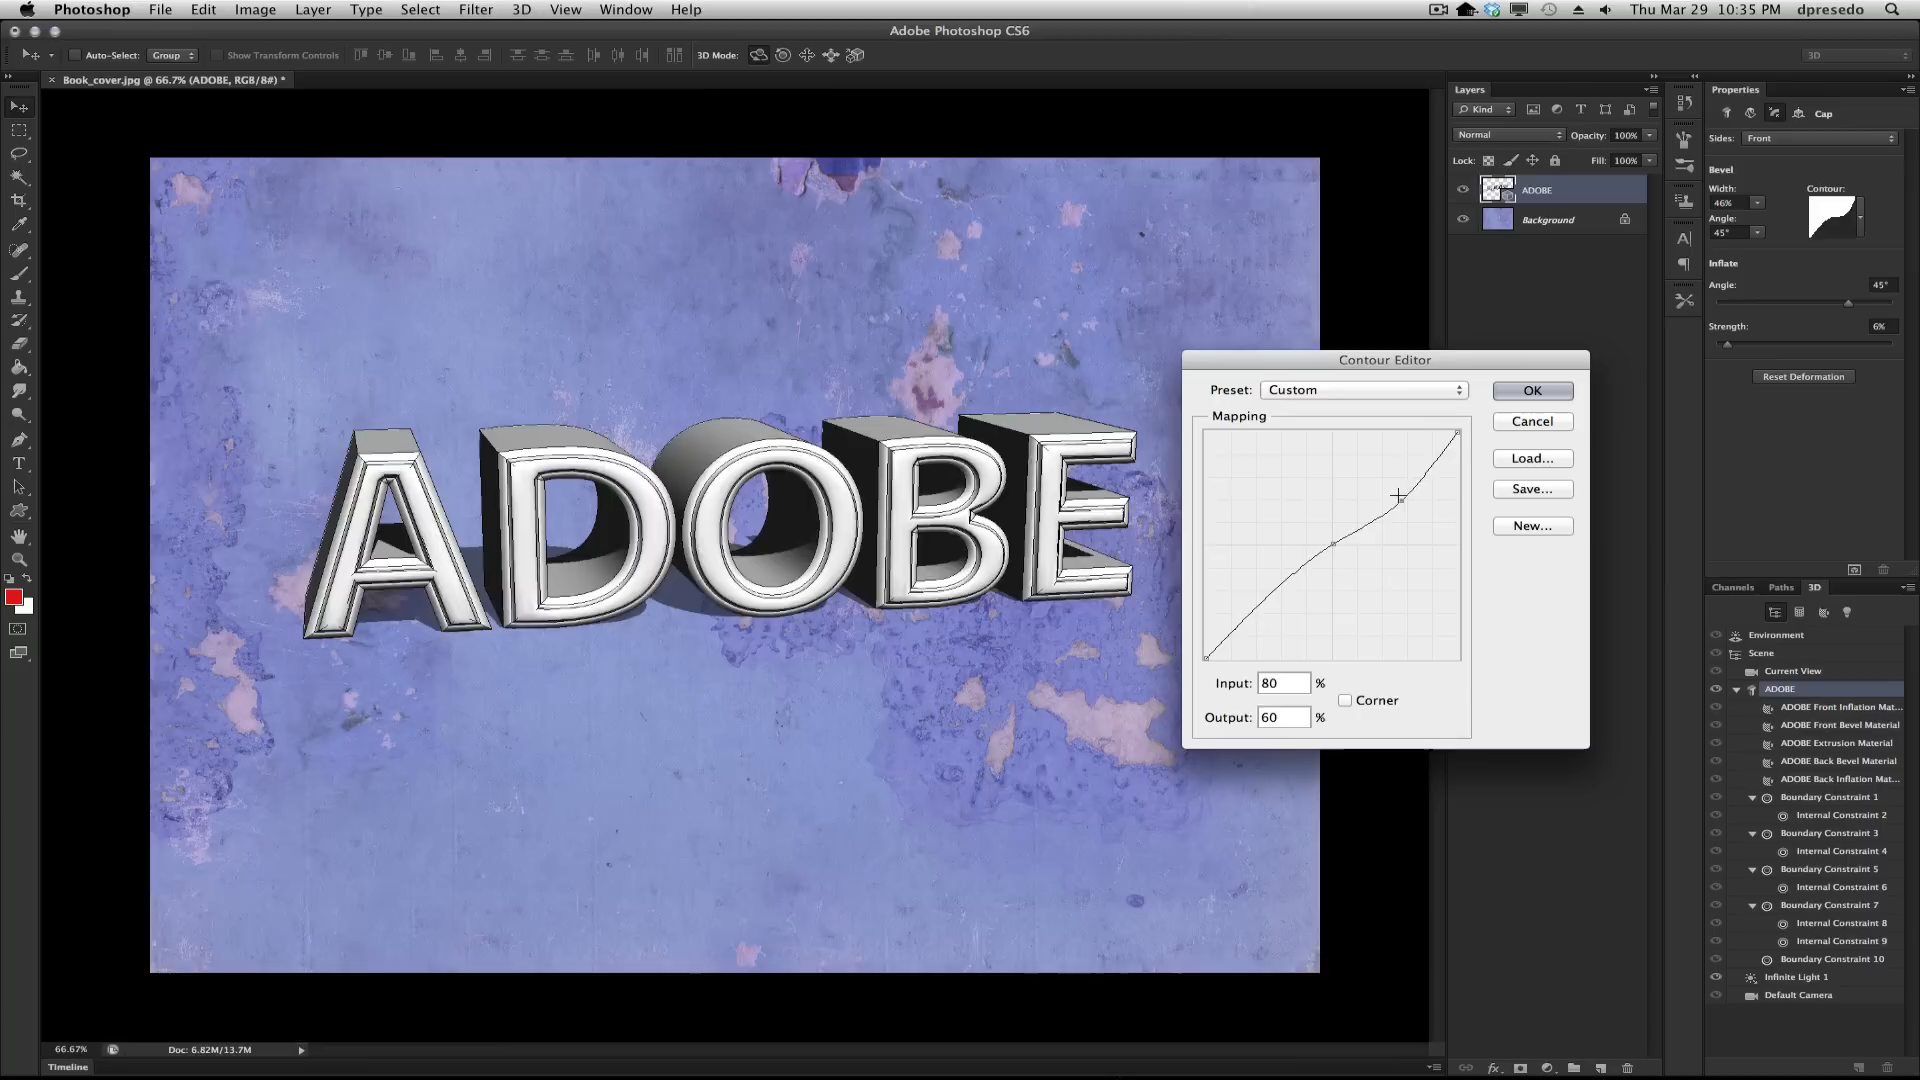 Photoshop File Edit Image Layer Type Select Filter 3D View Window Help Thu Mar 29 10:35 PM dpresedo
Adobe Photoshop CS6
Auto-Select: Group Show Transform Controls 3D Mode: 3D
Book_cover.jpg @ 66.7% (ADOBE, RGB/8#) *
Layers
Kind
Normal Opacity: 100%
Lock: Fill: 100%
ADOBE
Background
Properties
Cap
Sides: Front
Bevel
Width: Contour:
46%
Angle:
45°
Inflate
Angle: 45°
Strength: 6%
Reset Deformation
ADOBE
Contour Editor
Preset: Custom OK
Mapping Cancel
Load...
Save...
New...
Input: 80 %
Corner
Output: 60 %
Channels Paths 3D
Environment
Scene
Current View
ADOBE
ADOBE Front Inflation Mat...
ADOBE Front Bevel Material
ADOBE Extrusion Material
ADOBE Back Bevel Material
ADOBE Back Inflation Mat...
Boundary Constraint 1
Internal Constraint 2
Boundary Constraint 3
Internal Constraint 4
Boundary Constraint 5
Internal Constraint 6
Boundary Constraint 7
Internal Constraint 8
Internal Constraint 9
Boundary Constraint 10
Infinite Light 1
Default Camera
66.67% Doc: 6.82M/13.7M
Timeline fx